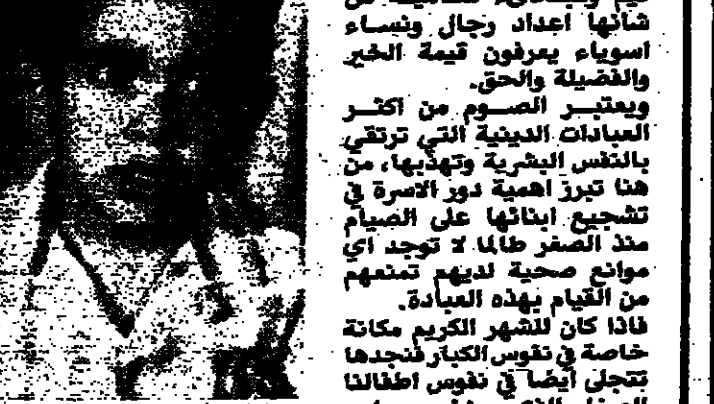 شأنها اعداد رجال ونساء
اسوياء يعرفون قيمة الخير
والفضيلة والحق.
ويعتبر الصوم من اكثر
العبادات الدينية التي ترتقي
بالنفس البشرية وتهذبها، من
هنا تبرز اهمية دور الاسرة في
تشجيع ابنائها على الصيام
منذ الصغر طالما لا توجد اي
موانع صحية لديهم تمنعهم
من القيام بهذه العبادة.
فاذا كان للشهر الكريم مكانة
خاصة في نفوس الكبار فنجدها
تتجلى أيضا في نفوس اطفالنا